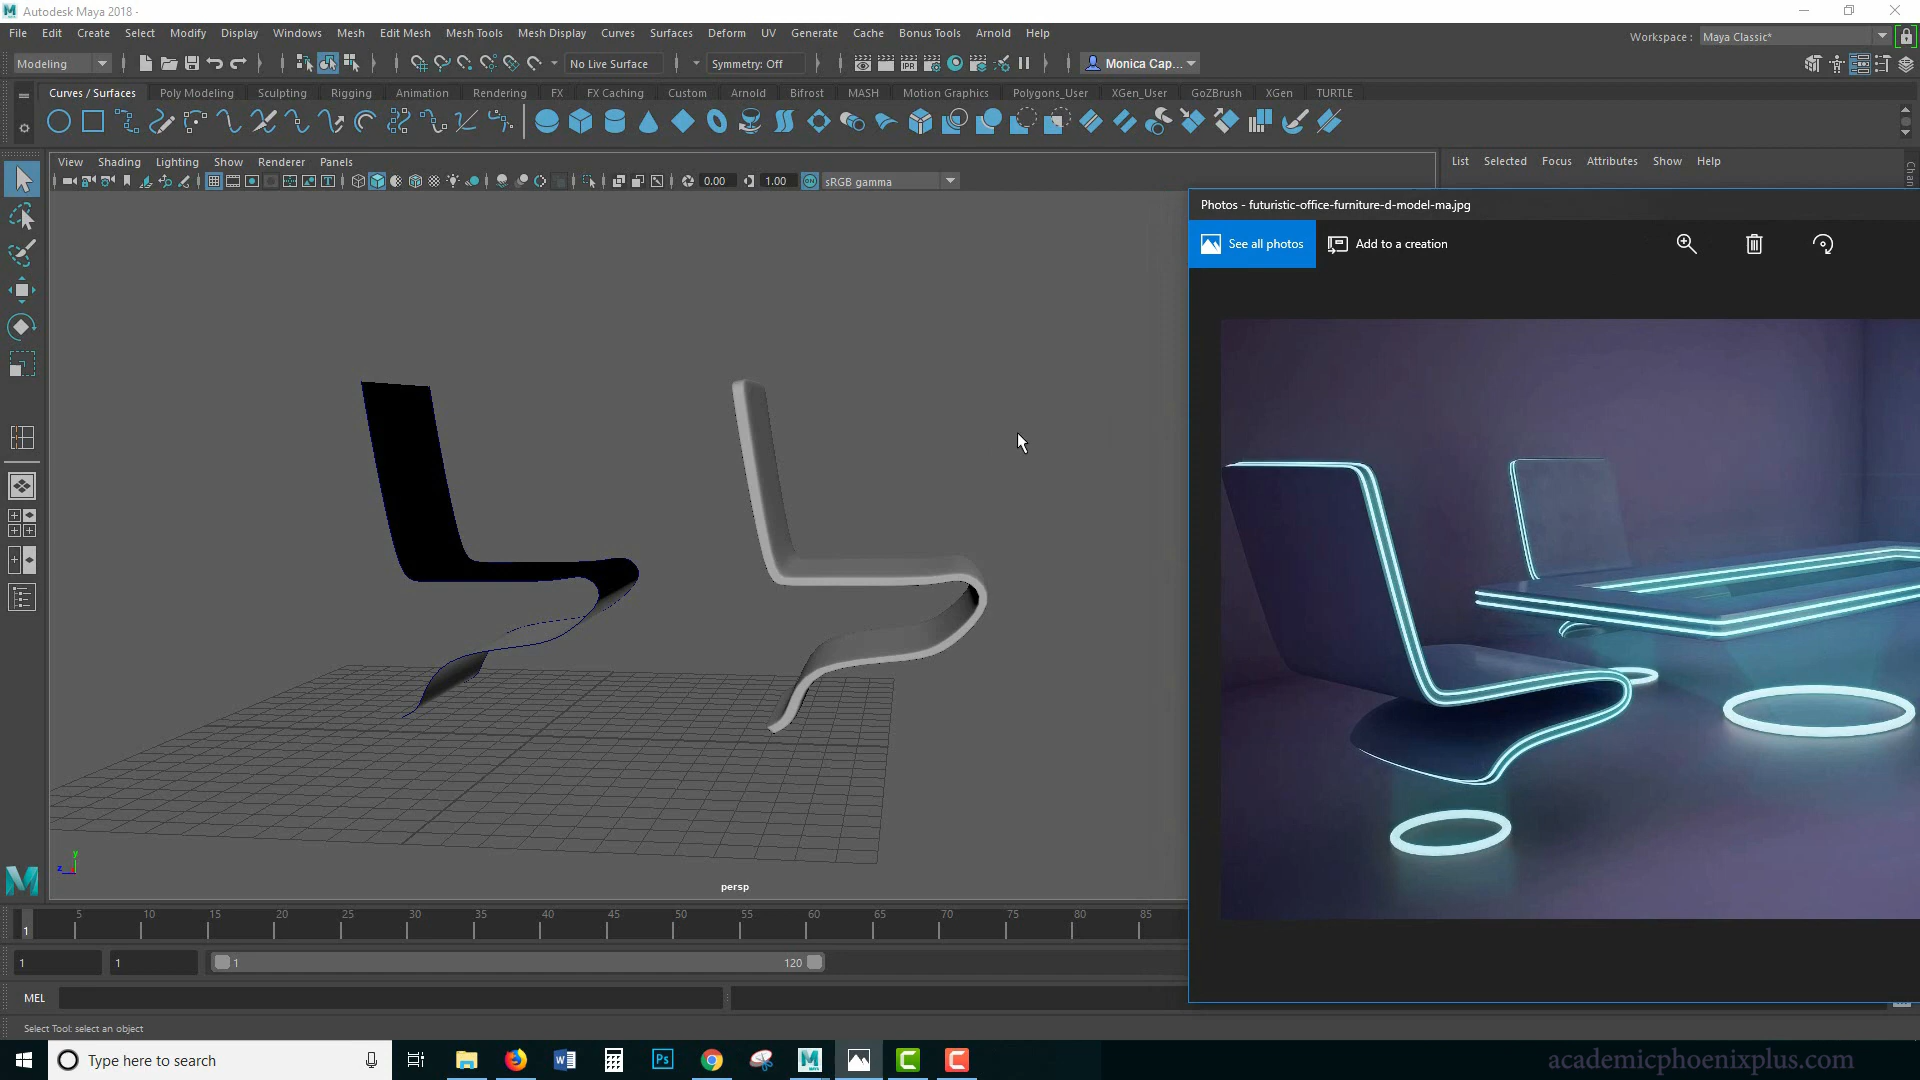 Autodesk Maya 2018 -
File Edit Create Select Modify Display Windows Mesh Edit Mesh Mesh Tools Mesh Display Curves Surfaces Deform UV Generate Cache Bonus Tools Arnold Help
Workspace : Maya Classic*
Modeling No Live Surface Symmetry: Off Monica Cap...
Curves / Surfaces Poly Modeling Sculpting Rigging Animation Rendering FX FX Caching Custom Arnold Bifrost MASH Motion Graphics Polygons_User XGen_User GoZBrush XGen TURTLE
View Shading Lighting Show Renderer Panels
List Selected Focus Attributes Show Help
0.00 1.00 sRGB gamma
Photos - futuristic-office-furniture-d-model-ma.jpg
See all photos Add to a creation
y
z
persp
5 10 15 20 25 30 35 40 45 50 55 60 65 70 75 80 85
1
1 1 1 120
MEL
Select Tool: select an object
Type here to search
academicphoenixplus.com